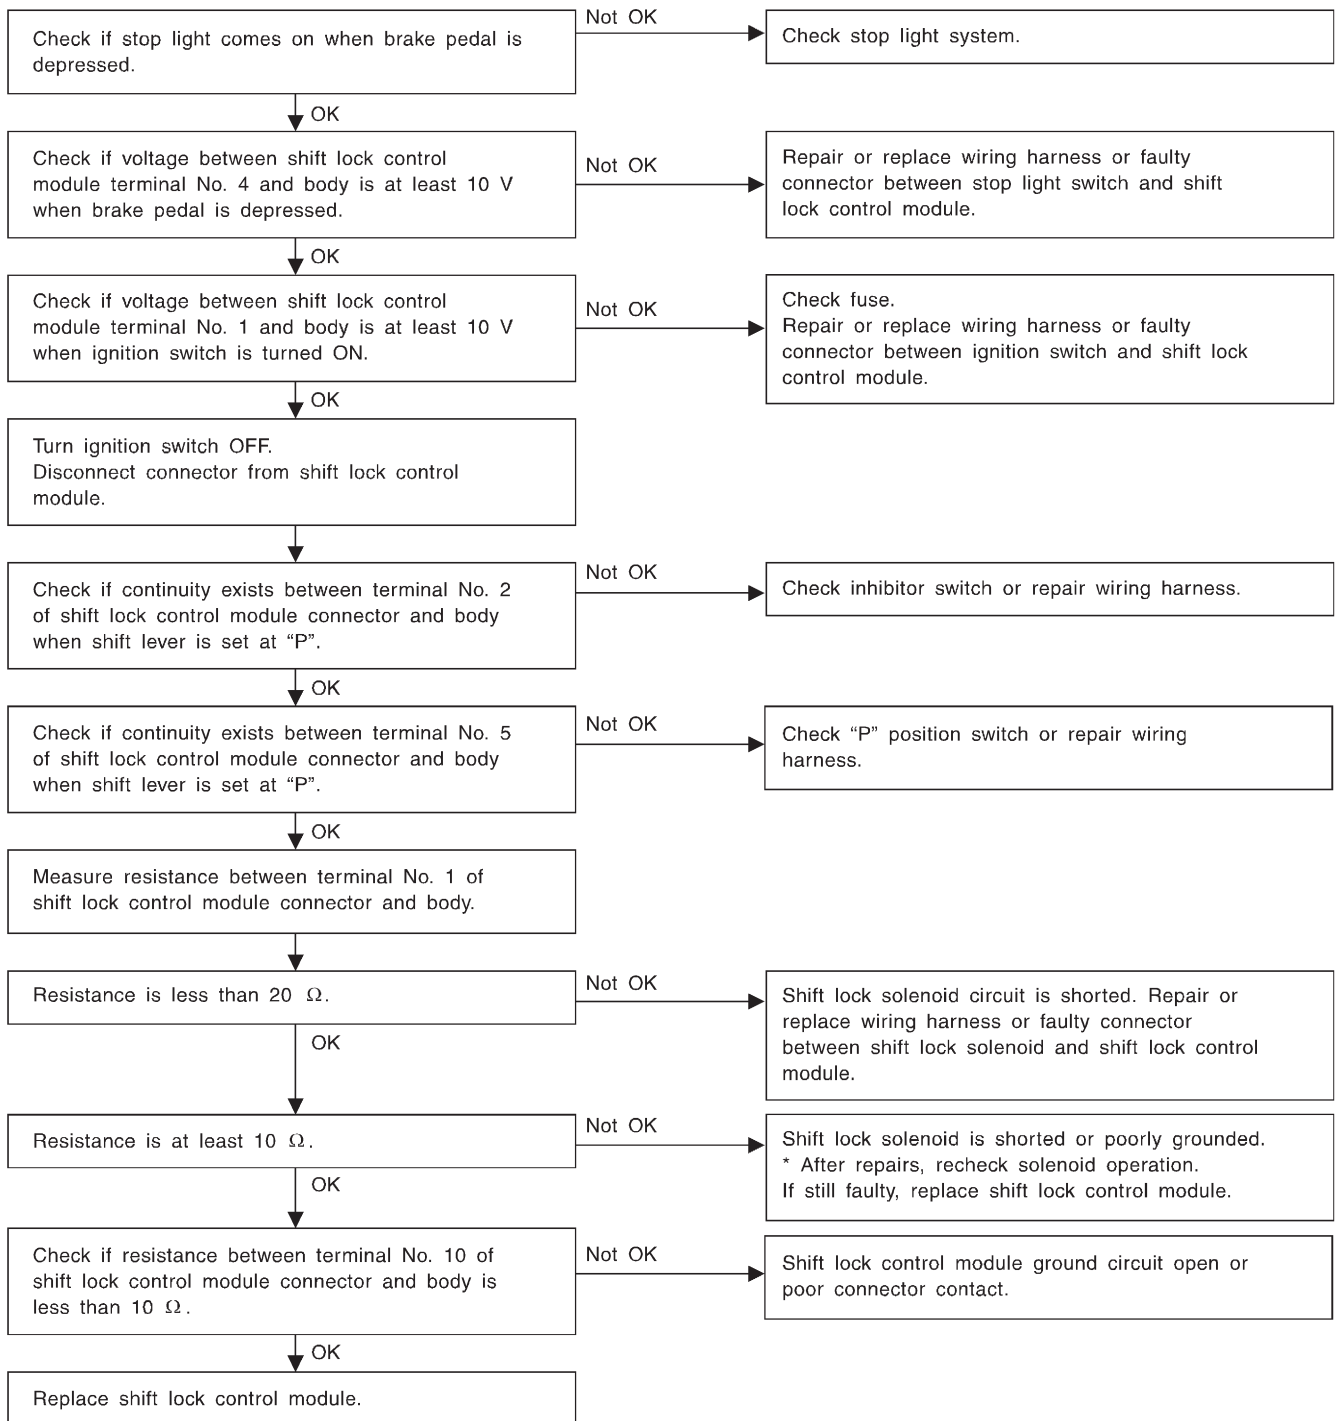 Check if stop light comes on when brake pedal is
depressed.
Not OK
Check stop light system.
OK
Check if voltage between shift lock control
module terminal No. 4 and body is at least 10 V
when brake pedal is depressed.
Not OK
Repair or replace wiring harness or faulty
connector between stop light switch and shift
lock control module.
OK
Check if voltage between shift lock control
module terminal No. 1 and body is at least 10 V
when ignition switch is turned ON.
Not OK
Check fuse.
Repair or replace wiring harness or faulty
connector between ignition switch and shift lock
control module.
OK
Turn ignition switch OFF.
Disconnect connector from shift lock control
module.
Check if continuity exists between terminal No. 2
of shift lock control module connector and body
when shift lever is set at “P”.
Not OK
Check inhibitor switch or repair wiring harness.
OK
Check if continuity exists between terminal No. 5
of shift lock control module connector and body
when shift lever is set at “P”.
Not OK
Check “P” position switch or repair wiring
harness.
OK
Measure resistance between terminal No. 1 of
shift lock control module connector and body.
Resistance is less than 20 Ω.
Not OK
Shift lock solenoid circuit is shorted. Repair or
replace wiring harness or faulty connector
between shift lock solenoid and shift lock control
module.
OK
Resistance is at least 10 Ω.
Not OK
Shift lock solenoid is shorted or poorly grounded.
* After repairs, recheck solenoid operation.
If still faulty, replace shift lock control module.
OK
Check if resistance between terminal No. 10 of
shift lock control module connector and body is
less than 10 Ω.
Not OK
Shift lock control module ground circuit open or
poor connector contact.
OK
Replace shift lock control module.